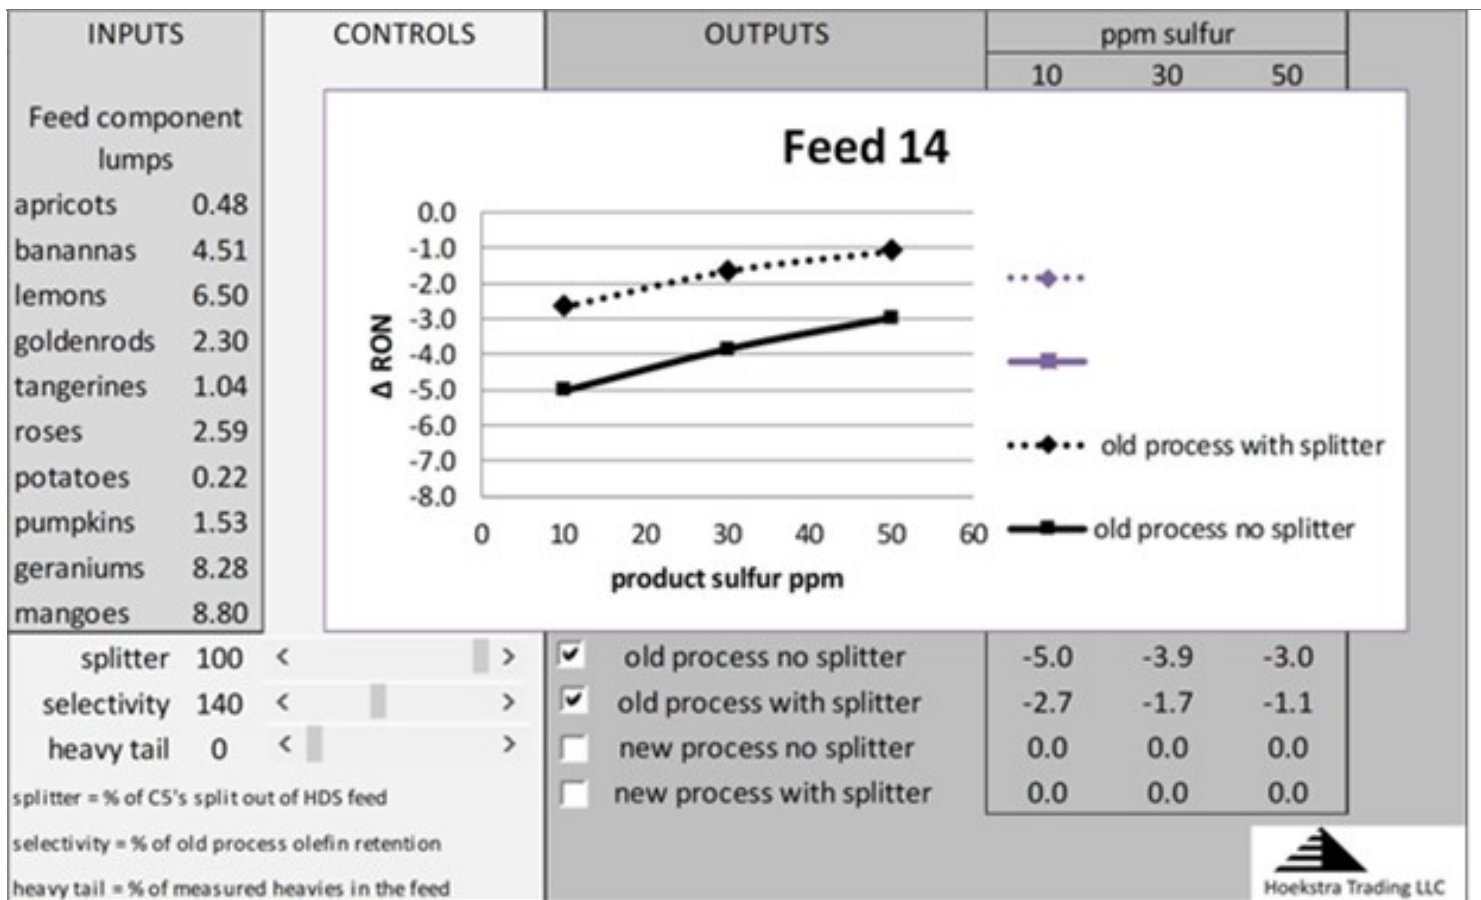 INPUTS CONTROLS OUTPUTS ppm sulfur
10 30 50
Feed component
lumps
apricots 0.48
banannas 4.51
lemons 6.50
goldenrods 2.30
tangerines 1.04
roses 2.59
potatoes 0.22
pumpkins 1.53
geraniums 8.28
mangoes 8.80
Feed 14
0.0
-1.0
-2.0
-3.0
-4.0
-5.0
-6.0
-7.0
-8.0
Δ RON
0 10 20 30 40 50 60
product sulfur ppm
old process with splitter
old process no splitter
splitter 100 < > old process no splitter -5.0 -3.9 -3.0
selectivity 140 < > old process with splitter -2.7 -1.7 -1.1
heavy tail 0 < > new process no splitter 0.0 0.0 0.0
new process with splitter 0.0 0.0 0.0
splitter = % of C5's split out of HDS feed
selectivity = % of old process olefin retention
heavy tail = % of measured heavies in the feed
Hoekstra Trading LLC